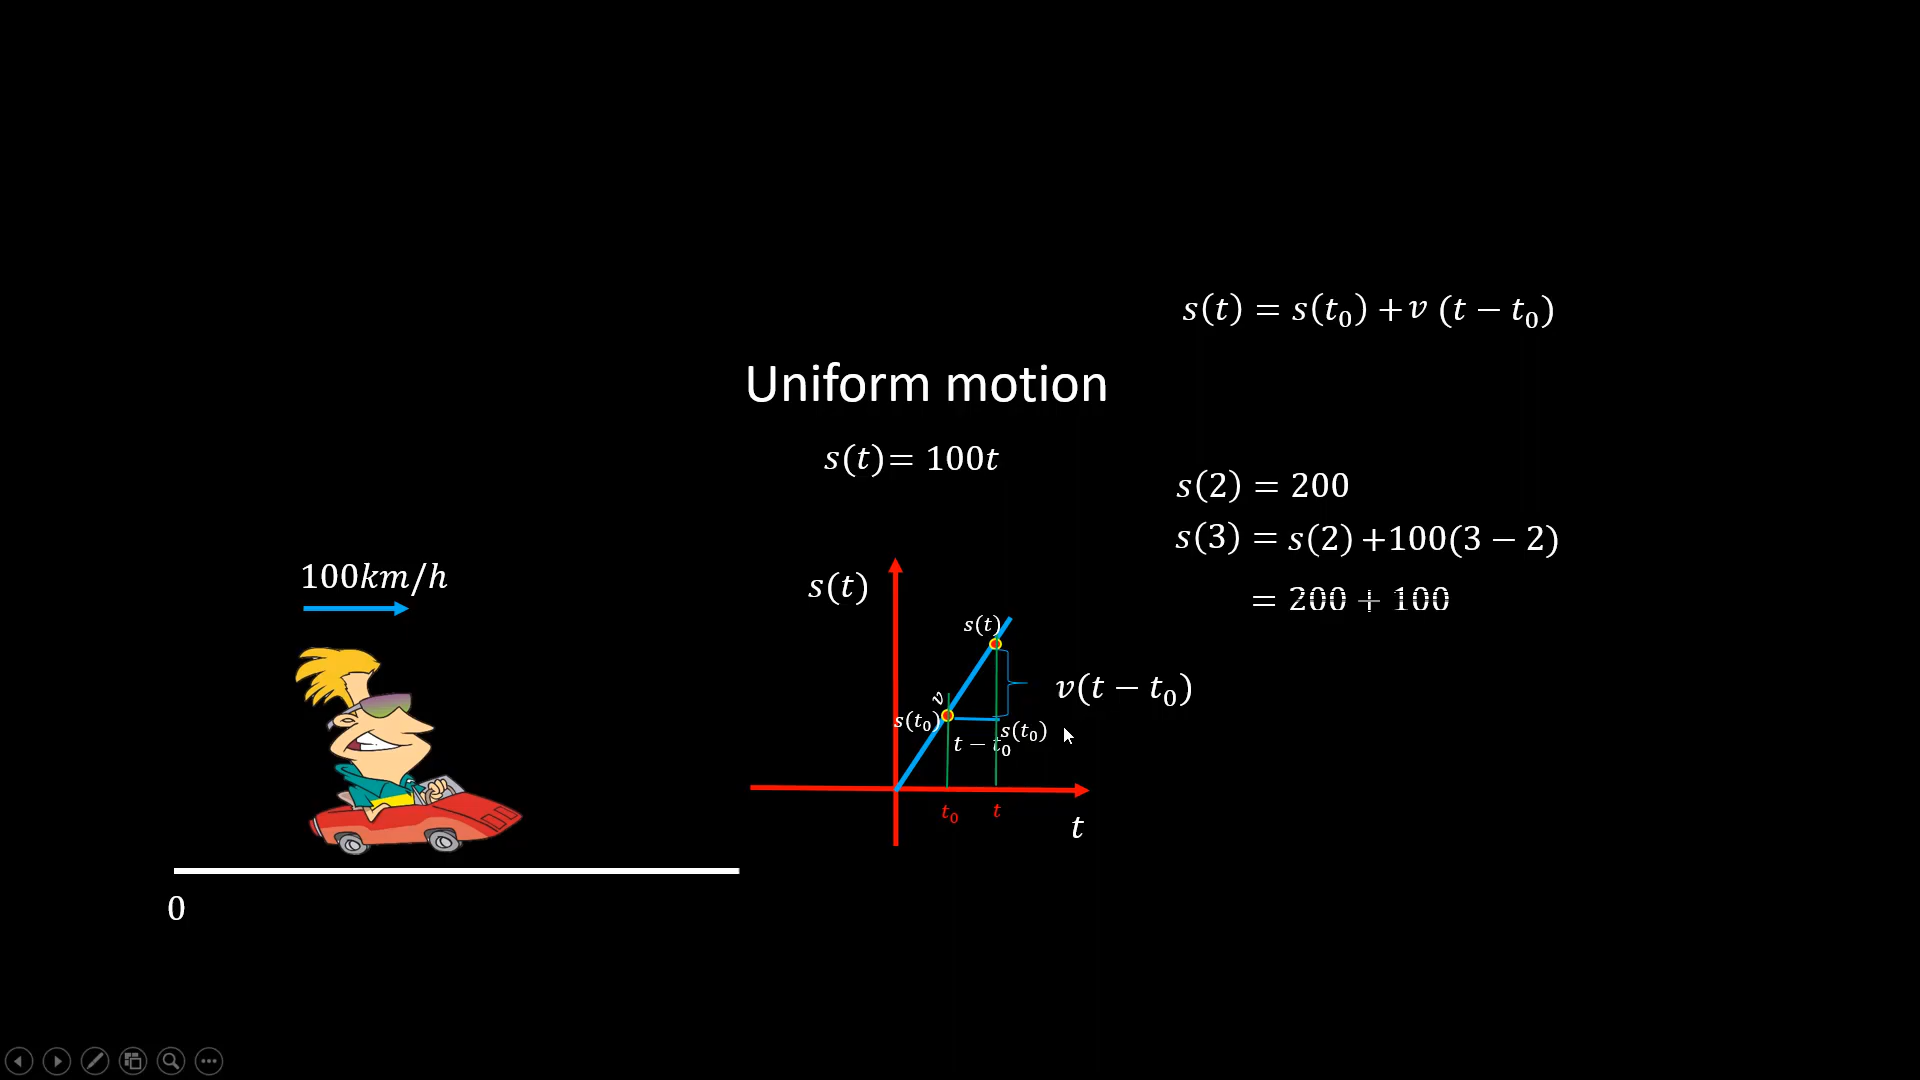 s(t) = s(t₀) + v (t − t₀)
Uniform motion
s(t)= 100t
s(2) = 200
s(3) = s(2) +100(3 − 2)
= 200 + 100
100km/h
s(t)
s(t)
v(t − t₀)
v
s(t₀)
s(t₀)
t − t₀
t₀
t
t
0